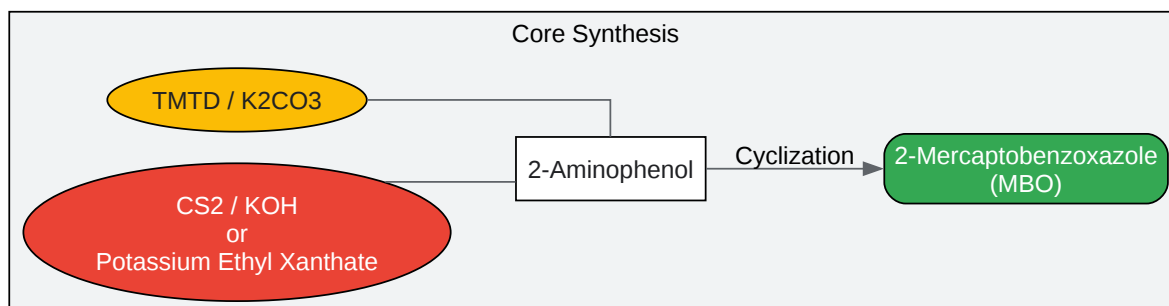 Core Synthesis
TMTD / K2CO3
CS2 / KOH
or
Potassium Ethyl Xanthate
2-Aminophenol
Cyclization
2-Mercaptobenzoxazole
(MBO)